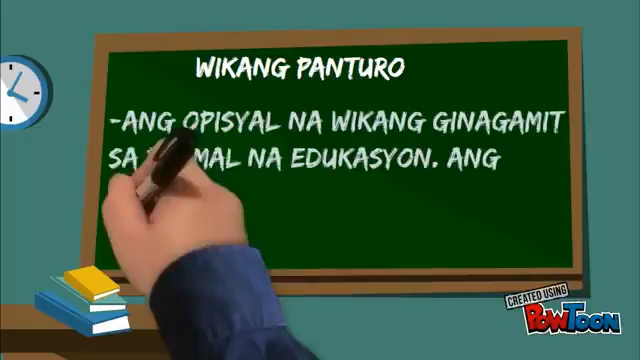 WIKANG PANTURO
-ANG OPISYAL NA WIKANG GINAGAMIT
SA NA EDUKASYON. ANG
CREATED USING
POWTOON